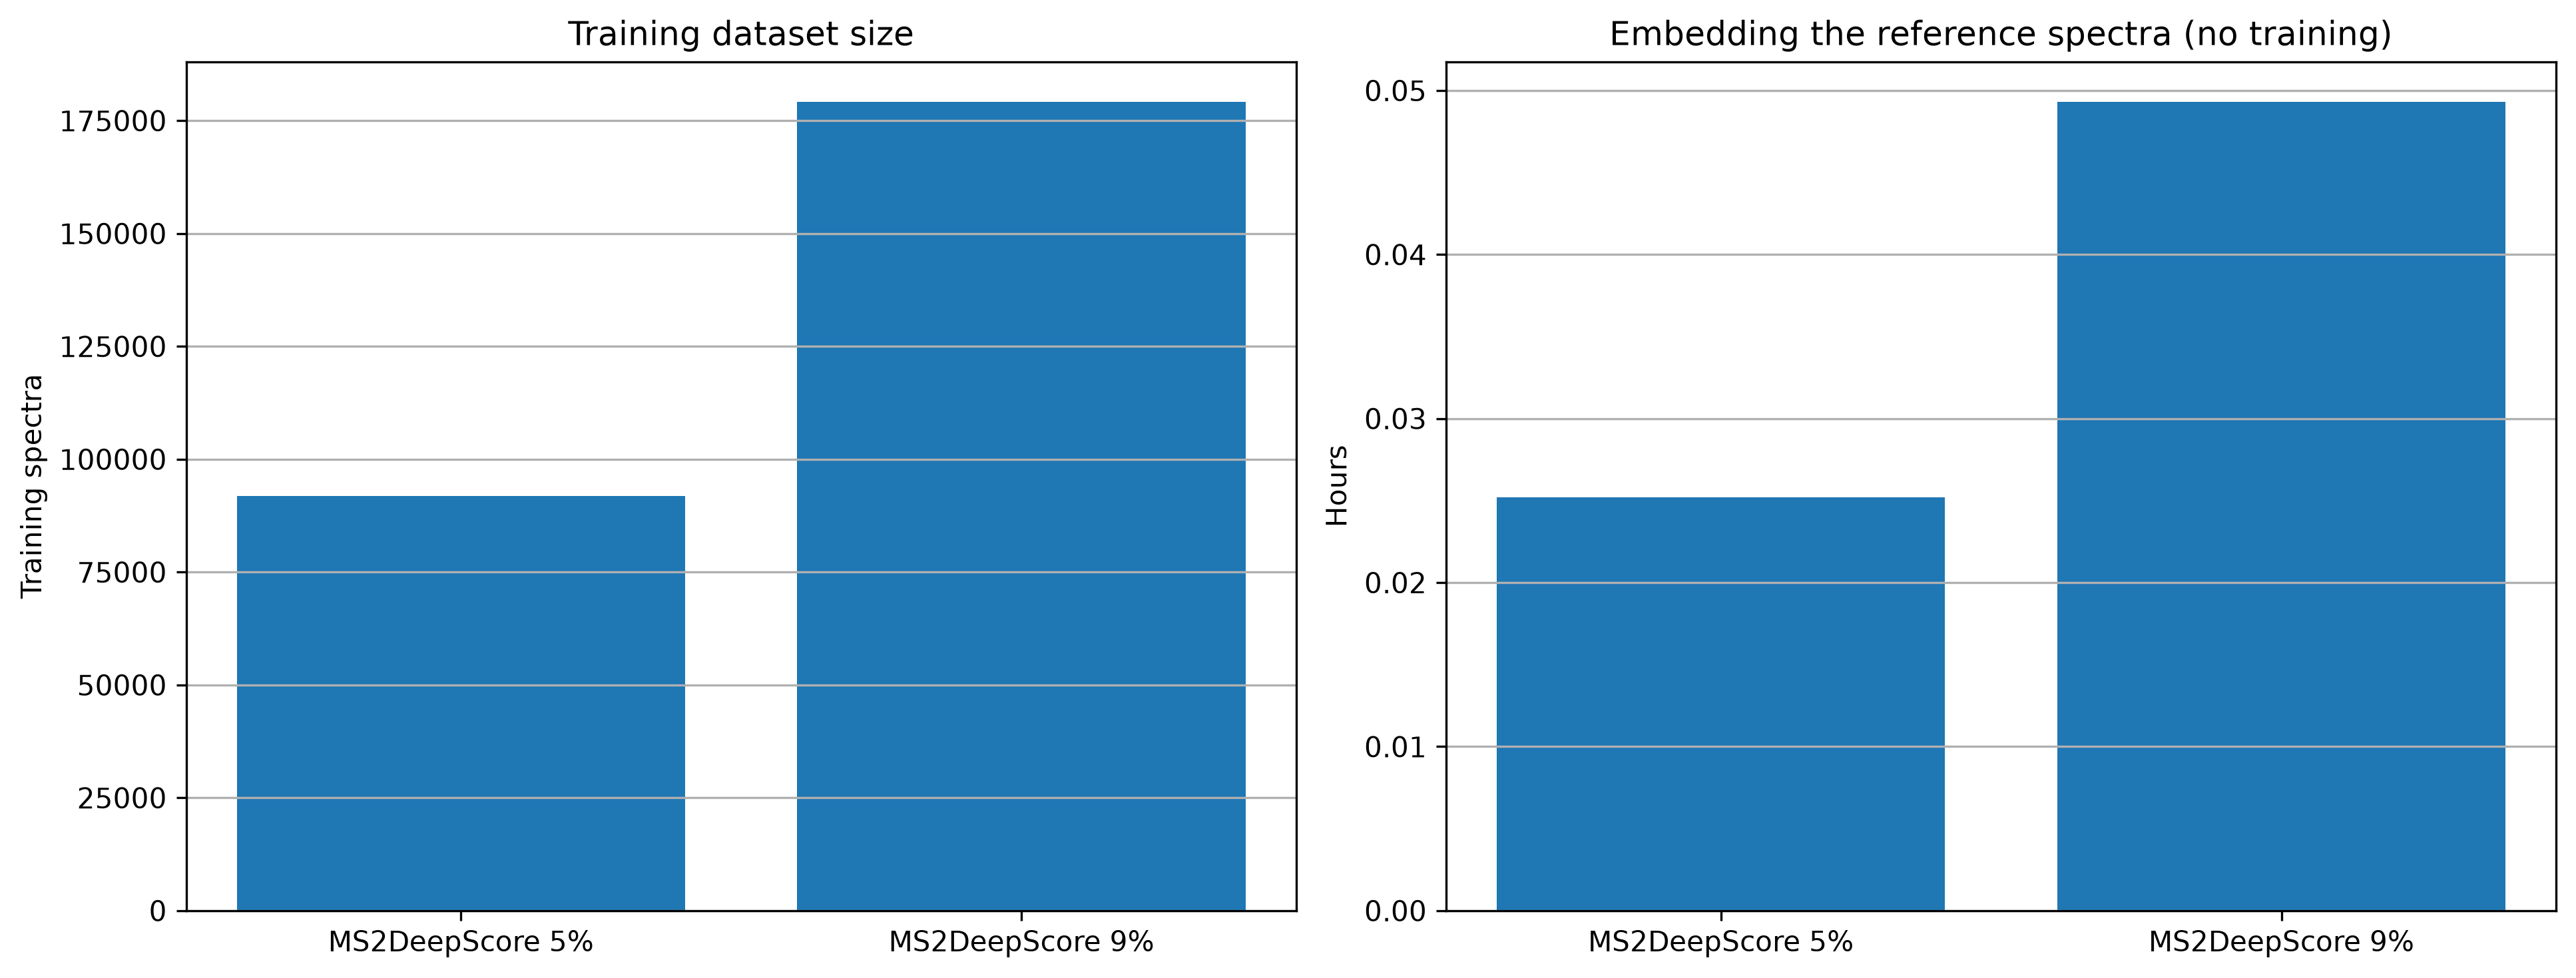 Training dataset size
Training spectra
175000
150000
125000
100000
75000
50000
25000
0
MS2DeepScore 5%
MS2DeepScore 9%
Embedding the reference spectra (no training)
Hours
0.05
0.04
0.03
0.02
0.01
0.00
MS2DeepScore 5%
MS2DeepScore 9%